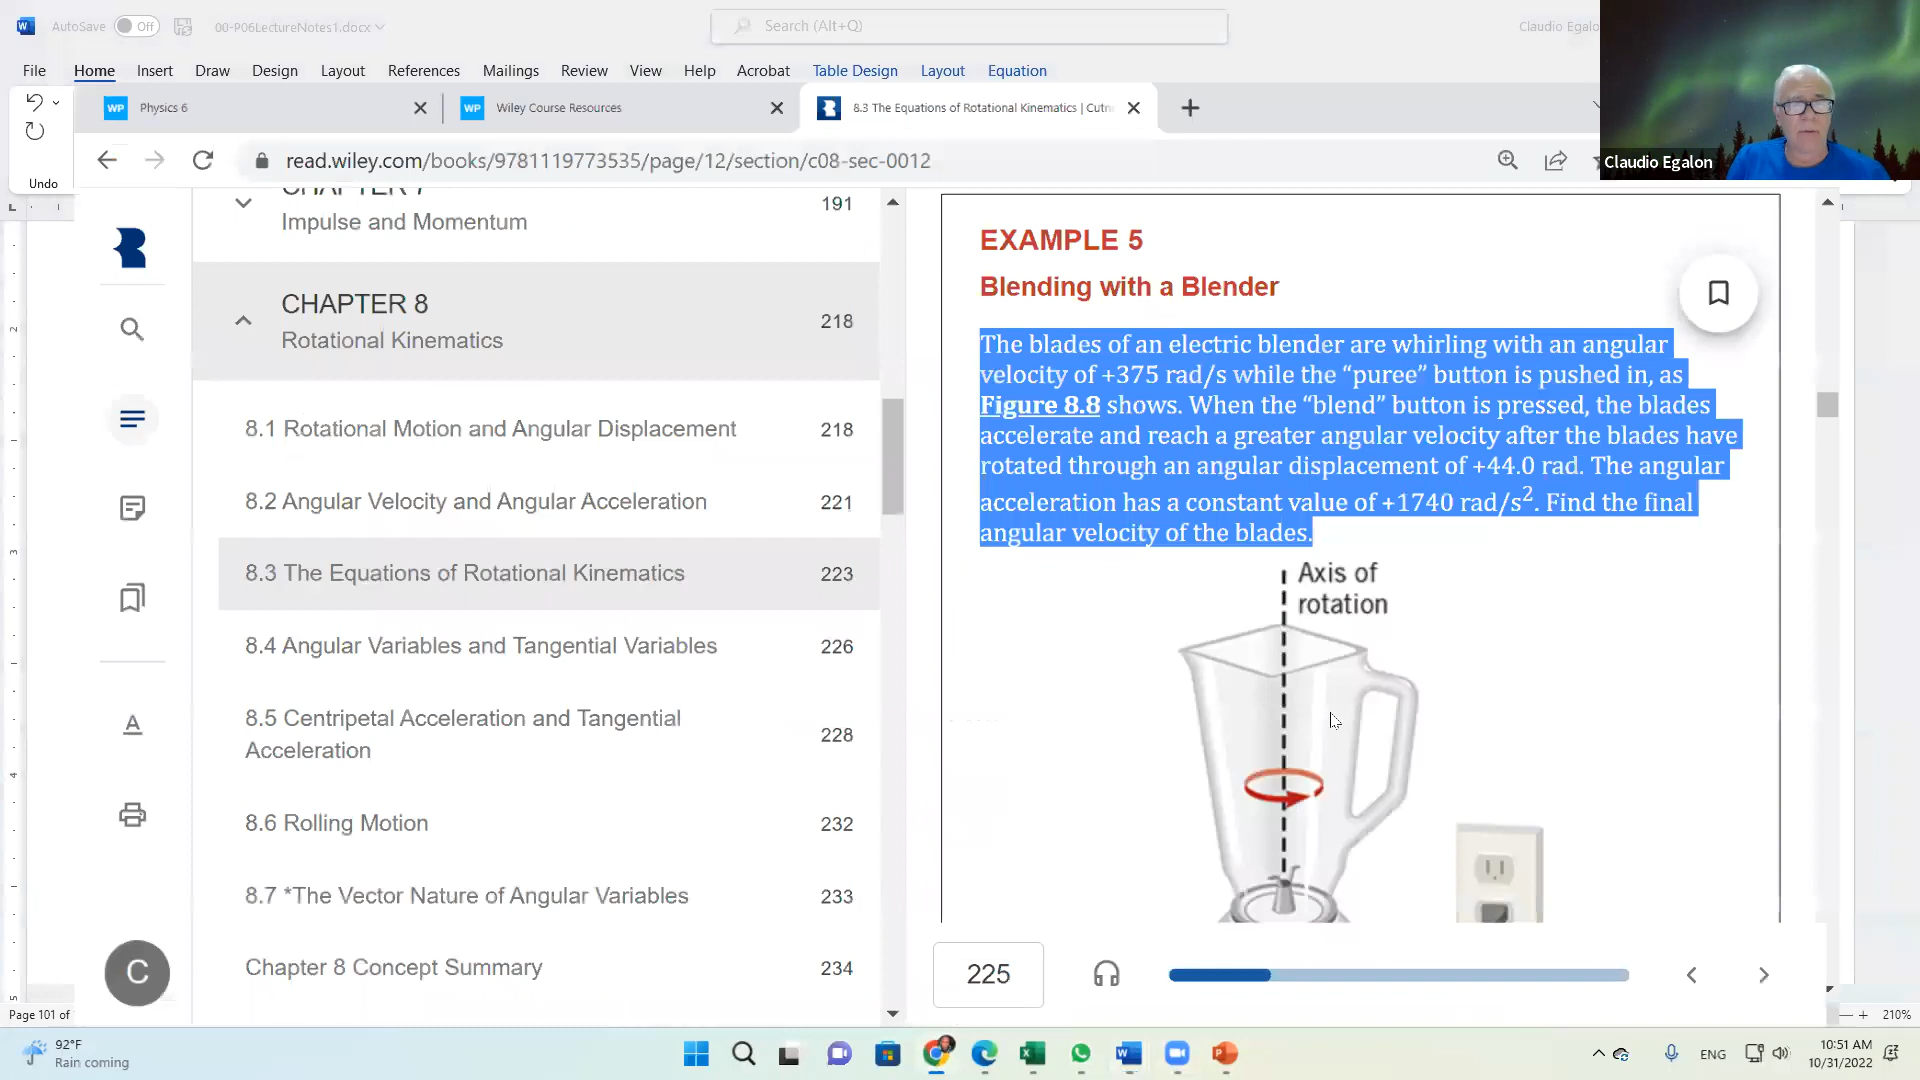 AutoSave Off 00-P06LectureNotes1.docx Search (Alt+Q) Claudio Egalon
File Home Insert Draw Design Layout References Mailings Review View Help Acrobat Table Design Layout Equation
WP Physics 6 WP Wiley Course Resources 8.3 The Equations of Rotational Kinematics | Cutn
Undo
read.wiley.com/books/9781119773535/page/12/section/c08-sec-0012
Claudio Egalon
CHAPTER 7
Impulse and Momentum 191
CHAPTER 8
Rotational Kinematics 218
8.1 Rotational Motion and Angular Displacement 218
8.2 Angular Velocity and Angular Acceleration 221
8.3 The Equations of Rotational Kinematics 223
8.4 Angular Variables and Tangential Variables 226
8.5 Centripetal Acceleration and Tangential
Acceleration 228
8.6 Rolling Motion 232
8.7 *The Vector Nature of Angular Variables 233
Chapter 8 Concept Summary 234
C
EXAMPLE 5
Blending with a Blender
The blades of an electric blender are whirling with an angular
velocity of +375 rad/s while the “puree” button is pushed in, as
Figure 8.8 shows. When the “blend” button is pressed, the blades
accelerate and reach a greater angular velocity after the blades have
rotated through an angular displacement of +44.0 rad. The angular
acceleration has a constant value of +1740 rad/s². Find the final
angular velocity of the blades.
Axis of
rotation
225
Page 101 of
210%
92°F
Rain coming
ENG
10:51 AM
10/31/2022